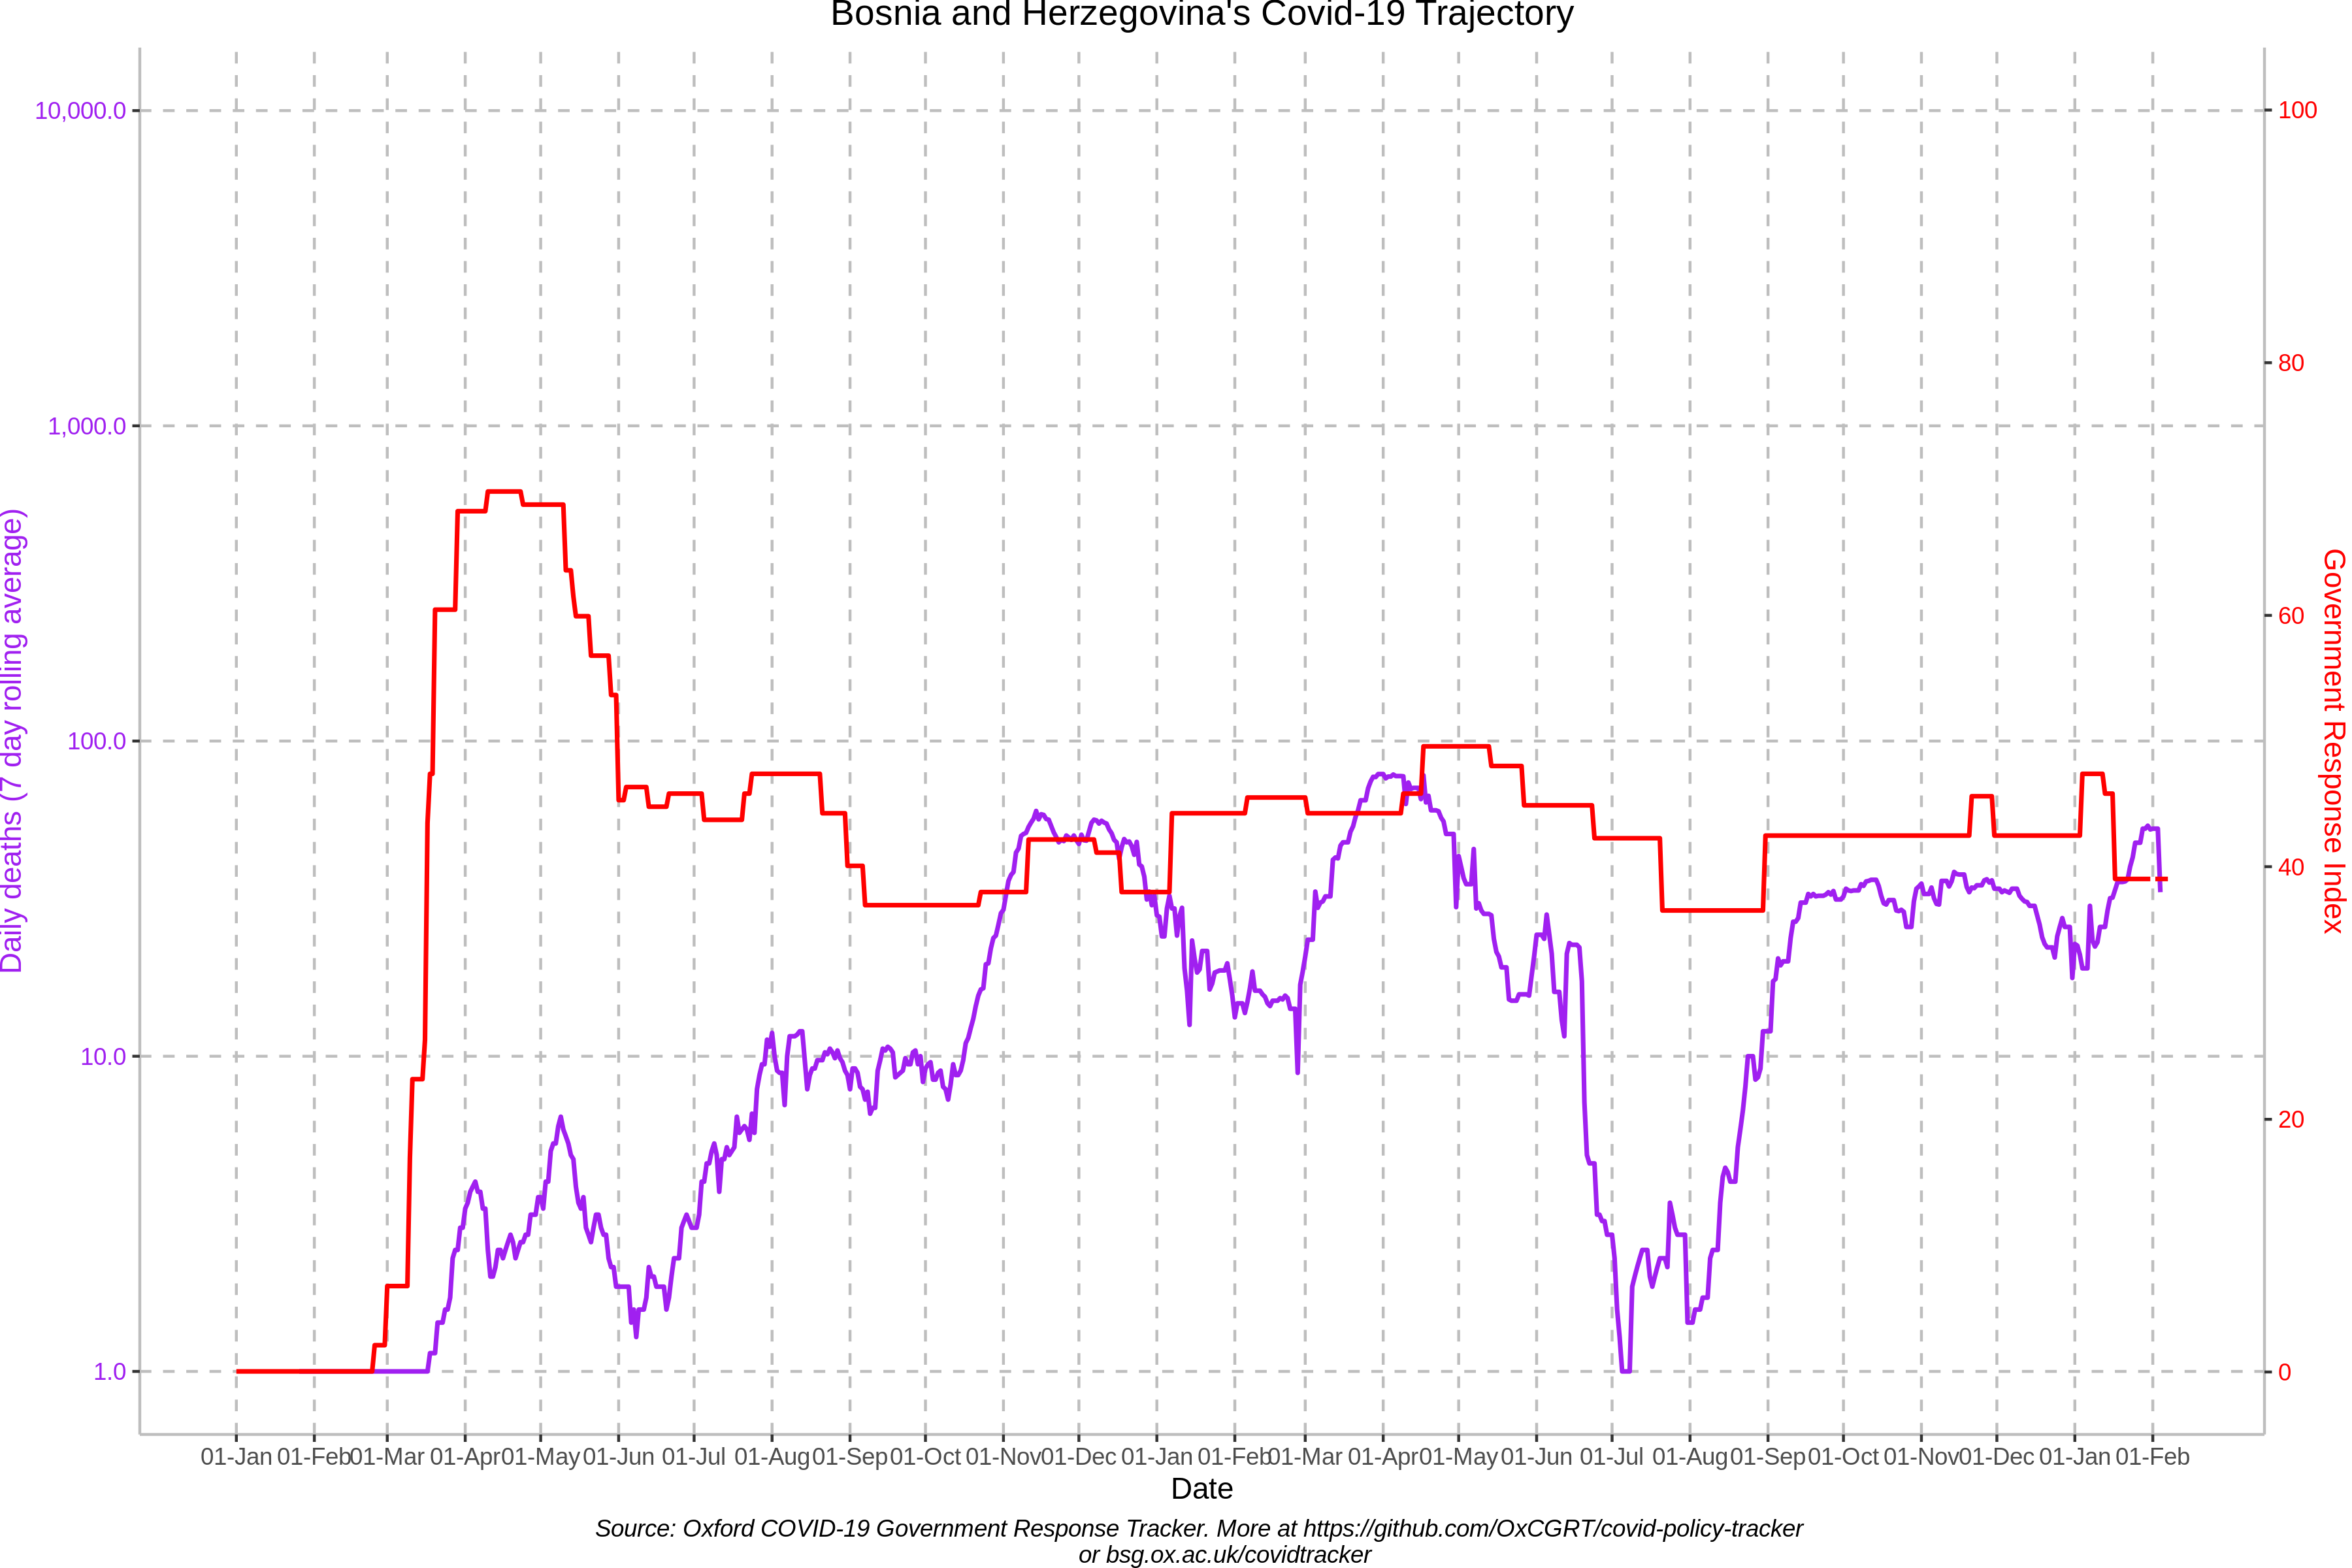 Bosnia and Herzegovina's Covid-19 Trajectory
10,000.0
1,000.0
100.0
10.0
1.0
Daily deaths (7 day rolling average)
100
80
60
40
20
0
Government Response Index
01-Jan 01-Feb 01-Mar 01-Apr 01-May 01-Jun 01-Jul 01-Aug 01-Sep 01-Oct 01-Nov 01-Dec 01-Jan 01-Feb 01-Mar 01-Apr 01-May 01-Jun 01-Jul 01-Aug 01-Sep 01-Oct 01-Nov 01-Dec 01-Jan 01-Feb
Date
Source: Oxford COVID-19 Government Response Tracker. More at https://github.com/OxCGRT/covid-policy-tracker
or bsg.ox.ac.uk/covidtracker